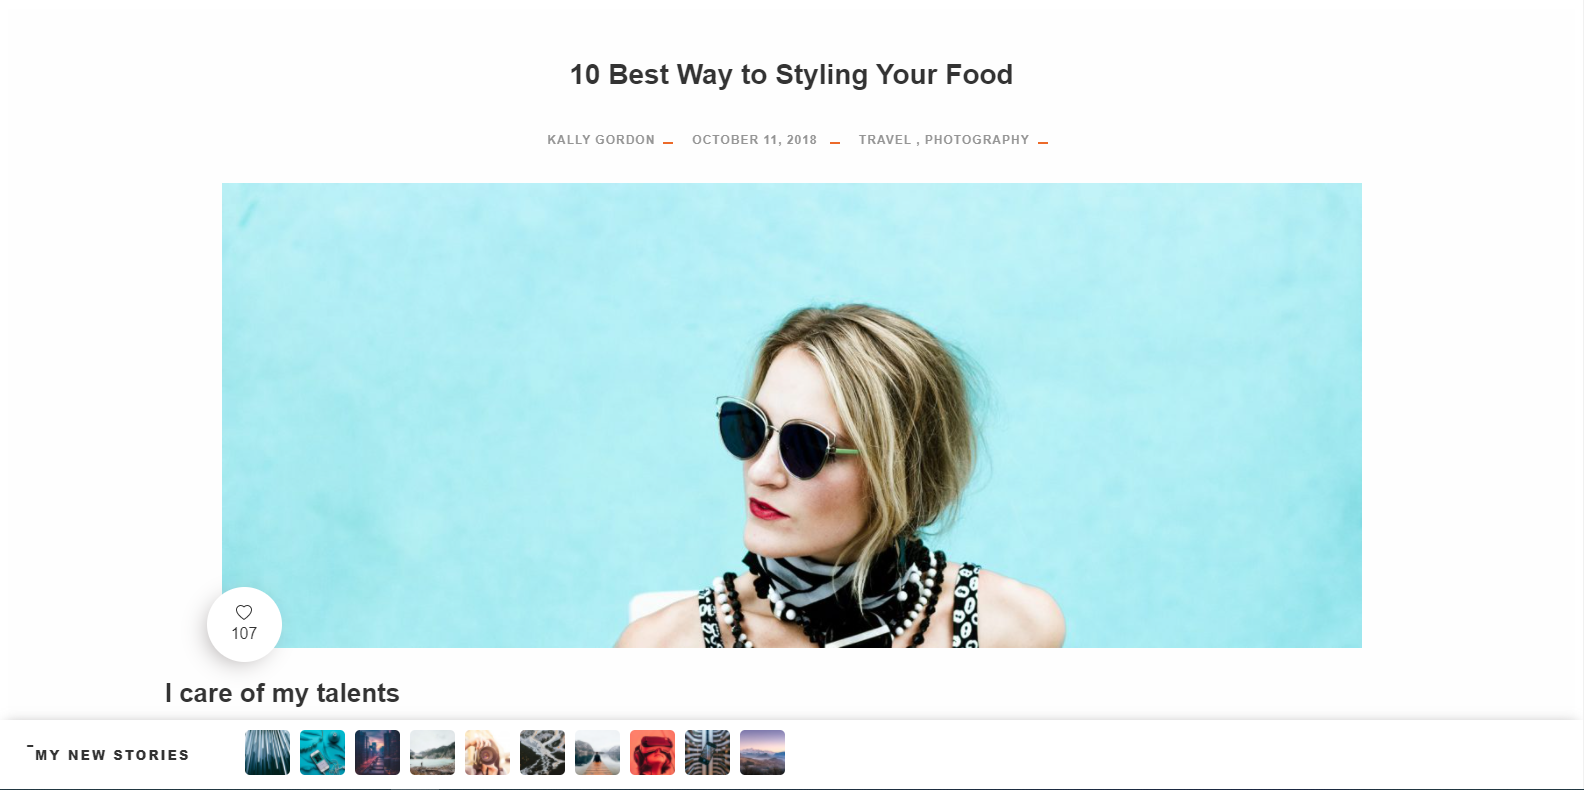 10 Best Way to Styling Your Food
KALLY GORDON OCTOBER 11, 2018 TRAVEL , PHOTOGRAPHY
107
I care of my talents
MY NEW STORIES